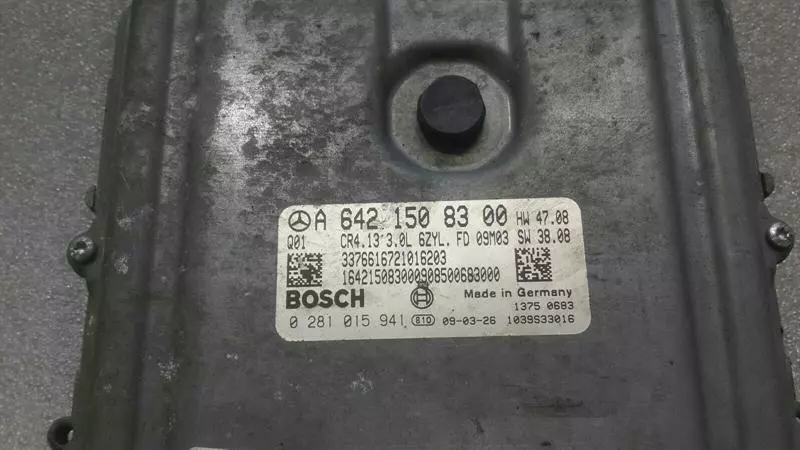 A 642 150 83 00 HW 47.08
Q01 CR4.13 3.0L 6ZYL. FD 09M03 SW 38.08
3376616721016203
16421508300090850068З000
BOSCH Made in Germany
1375 0683
0 281 015 941 810 09-03-26 1039S33016